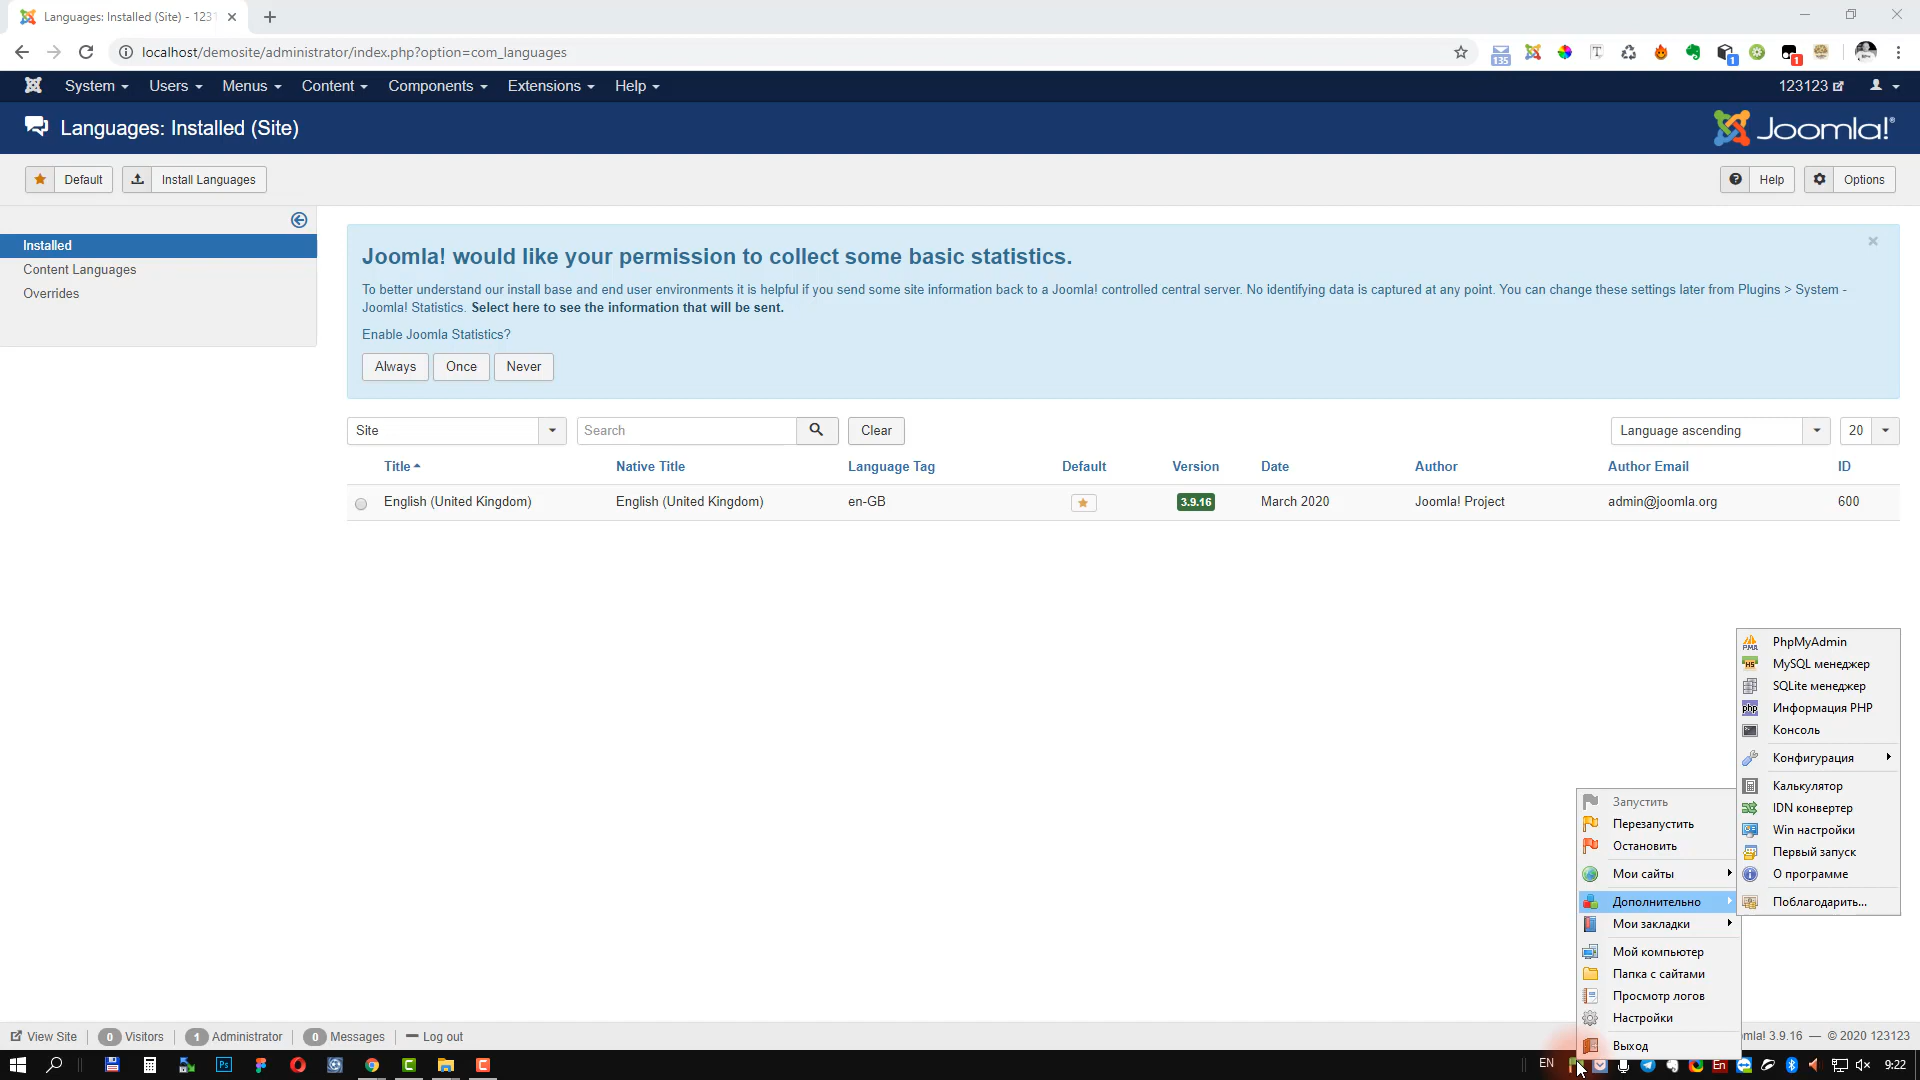 Languages: Installed (Site) - 1231
localhost/demosite/administrator/index.php?option=com_languages
135
1
1
System Users Menus Content Components Extensions Help
123123
Languages: Installed (Site)
Joomla!®
Default
Install Languages
Help
Options
Installed
Content Languages
Overrides
Joomla! would like your permission to collect some basic statistics.
To better understand our install base and end user environments it is helpful if you send some site information back to a Joomla! controlled central server. No identifying data is captured at any point. You can change these settings later from Plugins > System -
Joomla! Statistics. Select here to see the information that will be sent.
Enable Joomla Statistics?
Always Once Never
Site
Search
Clear
Language ascending
20
Title Native Title Language Tag Default Version Date Author Author Email ID
English (United Kingdom) English (United Kingdom) en-GB 3.9.16 March 2020 Joomla! Project admin@joomla.org 600
PhpMyAdmin
MySQL менеджер
SQLite менеджер
Информация PHP
Консоль
Конфигурация
Калькулятор
IDN конвертер
Win настройки
Первый запуск
О программе
Поблагодарить...
Запустить
Перезапустить
Остановить
Мои сайты
Дополнительно
Мои закладки
Мой компьютер
Папка с сайтами
Просмотр логов
Настройки
Выход
View Site 0 Visitors 1 Administrator 0 Messages Log out
mla! 3.9.16 — © 2020 123123
Ps
EN
En
9:22